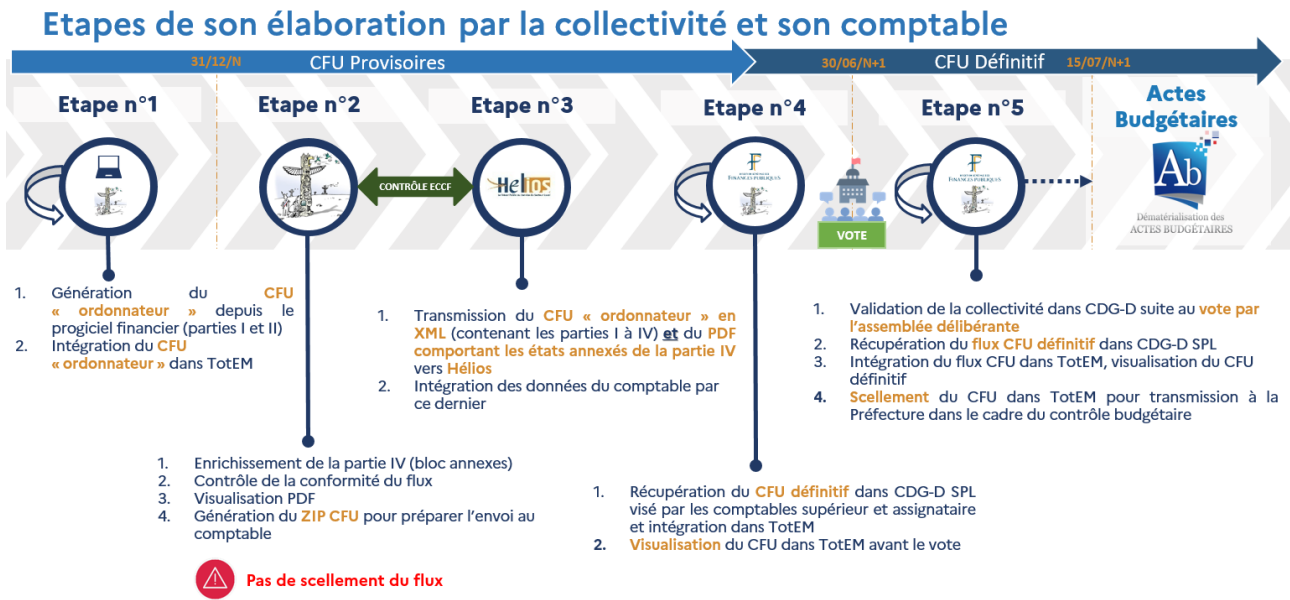 Etapes de son élaboration par la collectivité et son comptable
31/12/N
CFU Provisoires
30/06/N+1
CFU Définitif
15/07/N+1
Etape n°1
Etape n°2
Etape n°3
Etape n°4
Etape n°5
Actes
Budgétaires
CONTRÔLE ECCF
Hélios
FINANCES PUBLIQUES
FINANCES PUBLIQUES
Ab
Dématérialisation des
ACTES BUDGÉTAIRES
VOTE
1. Génération du CFU
« ordonnateur » depuis le
progiciel financier (parties I et II)
2. Intégration du CFU
« ordonnateur » dans TotEM
1. Enrichissement de la partie IV (bloc annexes)
2. Contrôle de la conformité du flux
3. Visualisation PDF
4. Génération du ZIP CFU pour préparer l'envoi au
comptable
Pas de scellement du flux
1. Transmission du CFU « ordonnateur » en
XML (contenant les parties I à IV) et du PDF
comportant les états annexés de la partie IV
vers Hélios
2. Intégration des données du comptable par
ce dernier
1. Récupération du CFU définitif dans CDG-D SPL
visé par les comptables supérieur et assignataire
et intégration dans TotEM
2. Visualisation du CFU dans TotEM avant le vote
1. Validation de la collectivité dans CDG-D suite au vote par
l'assemblée délibérante
2. Récupération du flux CFU définitif dans CDG-D SPL
3. Intégration du flux CFU dans TotEM, visualisation du CFU
définitif
4. Scellement du CFU dans TotEM pour transmission à la
Préfecture dans le cadre du contrôle budgétaire